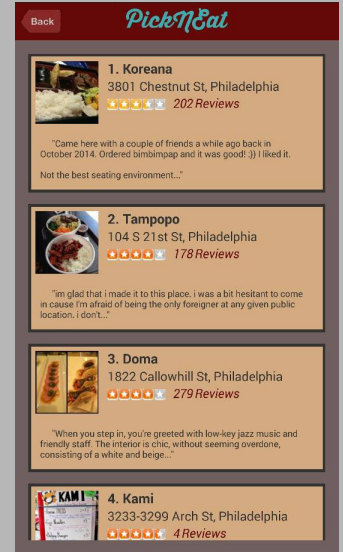 Back
PickNEat
1. Koreana
3801 Chestnut St, Philadelphia
202 Reviews
"Came here with a couple of friends a while ago back in
October 2014. Ordered bimbimpap and it was good! :)) I liked it.
Not the best seating environment..."
2. Tampopo
104 S 21st St, Philadelphia
178 Reviews
"im glad that i made it to this place. i was a bit hesitant to come
in cause I'm afraid of being the only foreigner at any given public
location. i don't..."
3. Doma
1822 Callowhill St, Philadelphia
279 Reviews
"When you step in, you're greeted with low-key jazz music and
friendly staff. The interior is chic, without seeming overdone,
consisting of a white and beige..."
KAMI
4. Kami
3233-3299 Arch St, Philadelphia
4 Reviews